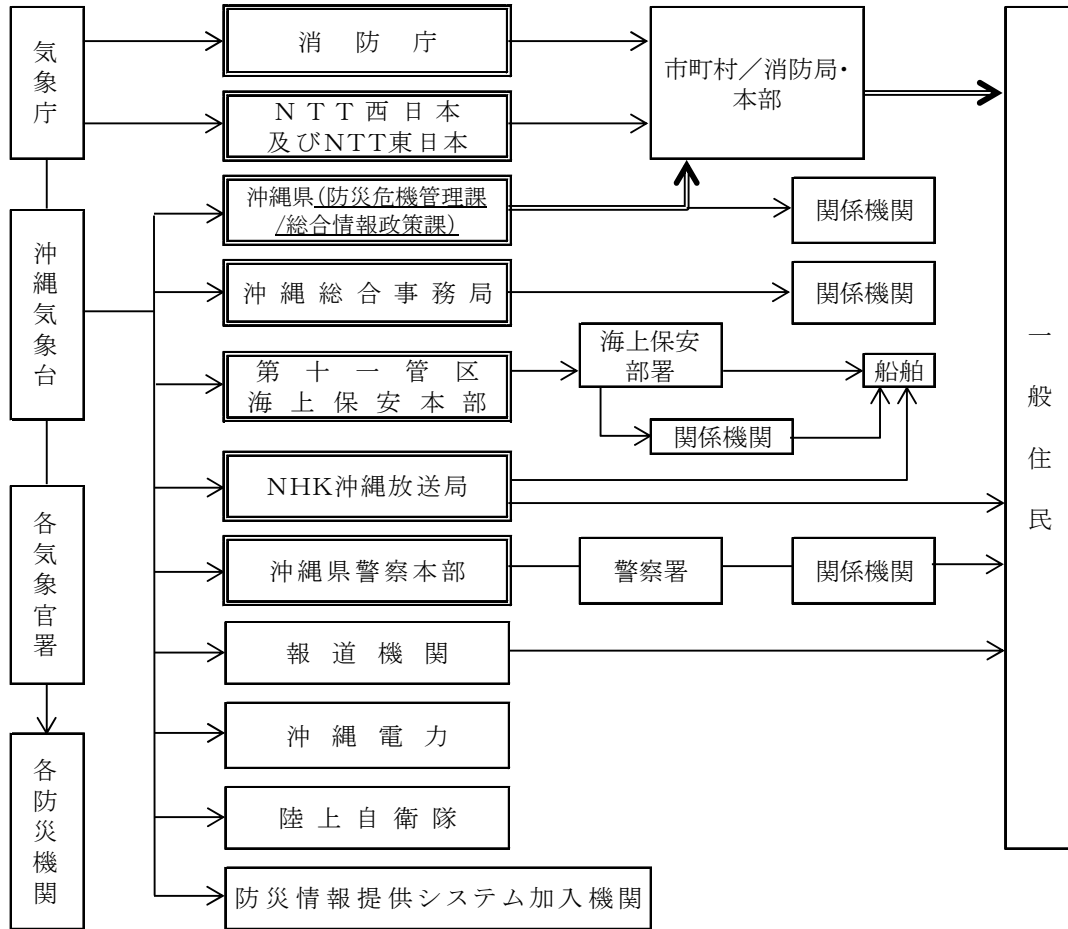 気象庁
消防庁
市町村／消防局・
本部
NTT西日本
及びNTT東日本
沖縄気象台
沖縄県(防災危機管理課
/総合情報政策課)
関係機関
沖縄総合事務局
関係機関
第十一管区
海上保安本部
海上保安
部署
船舶
関係機関
一般住民
NHK沖縄放送局
各気象官署
沖縄県警察本部
警察署
関係機関
報道機関
沖縄電力
各防災機関
陸上自衛隊
防災情報提供システム加入機関